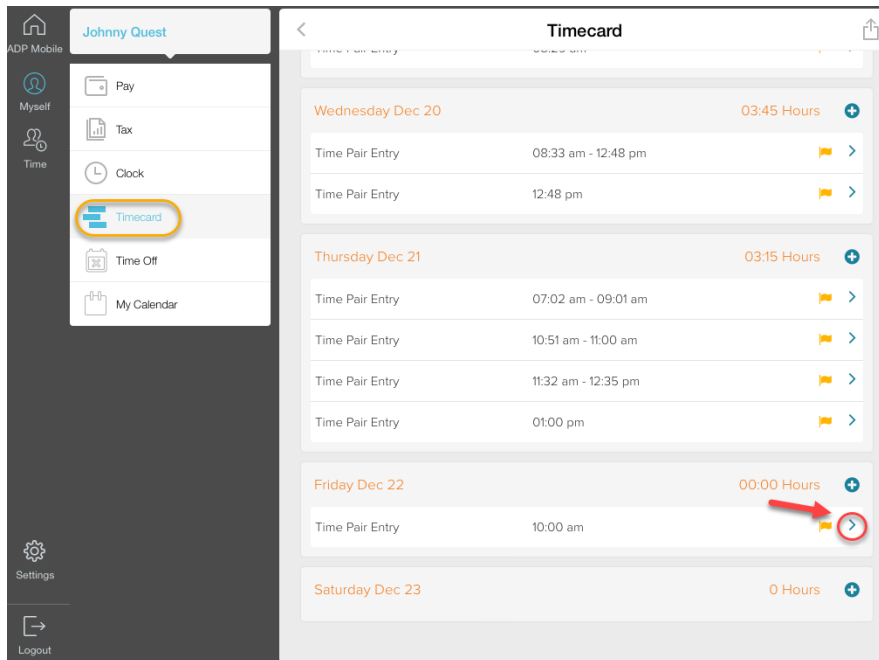 ADP Mobile
Myself
Time
Settings
Logout
Johnny Quest
Pay
Tax
Clock
Timecard
Time Off
My Calendar
Timecard
Wednesday Dec 20 03:45 Hours
Time Pair Entry 08:33 am - 12:48 pm
Time Pair Entry 12:48 pm
Thursday Dec 21 03:15 Hours
Time Pair Entry 07:02 am - 09:01 am
Time Pair Entry 10:51 am - 11:00 am
Time Pair Entry 11:32 am - 12:35 pm
Time Pair Entry 01:00 pm
Friday Dec 22 00:00 Hours
Time Pair Entry 10:00 am
Saturday Dec 23 0 Hours